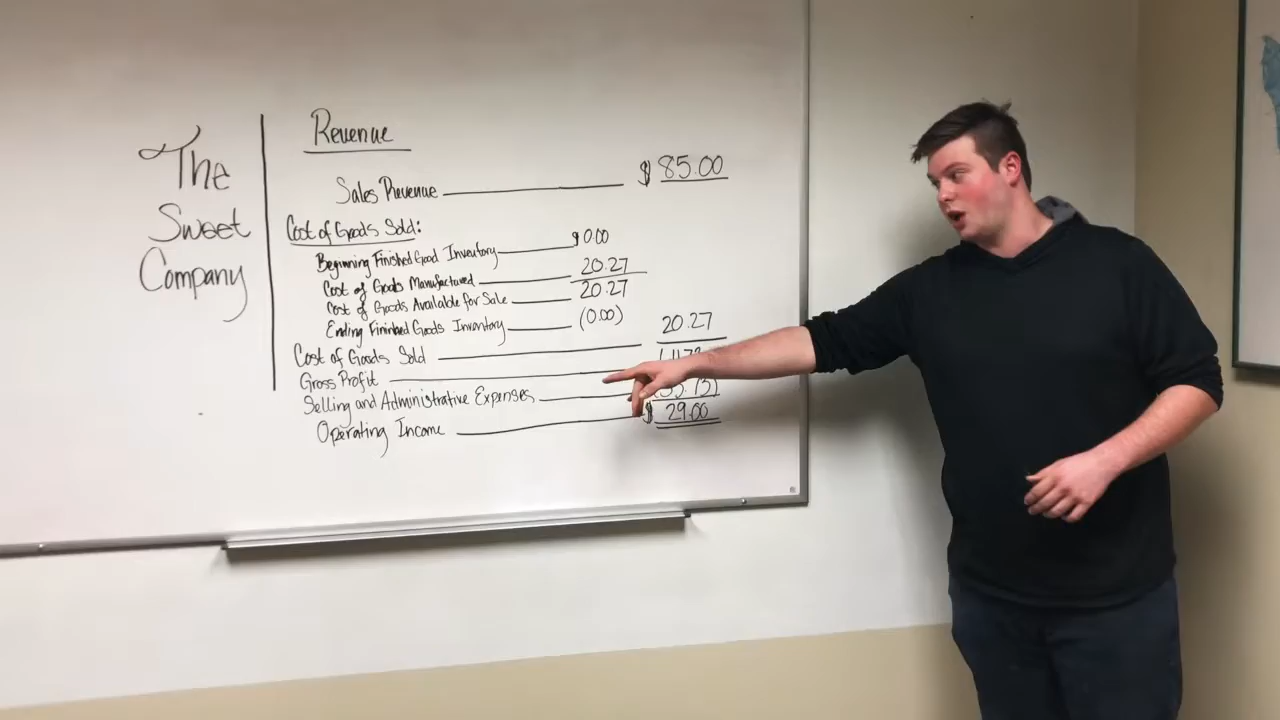 The
Sweet
Company
Revenue
Sales Revenue $ 85.00
Cost of Goods Sold:
Beginning Finished Good Inventory $0.00
Cost of Goods Manufactured 20.27
Cost of Goods Available for Sale 20.27
Ending Finished Goods Inventory (0.00)
Cost of Goods Sold 20.27
Gross Profit
Selling and Administrative Expenses
Operating Income $ 29.00